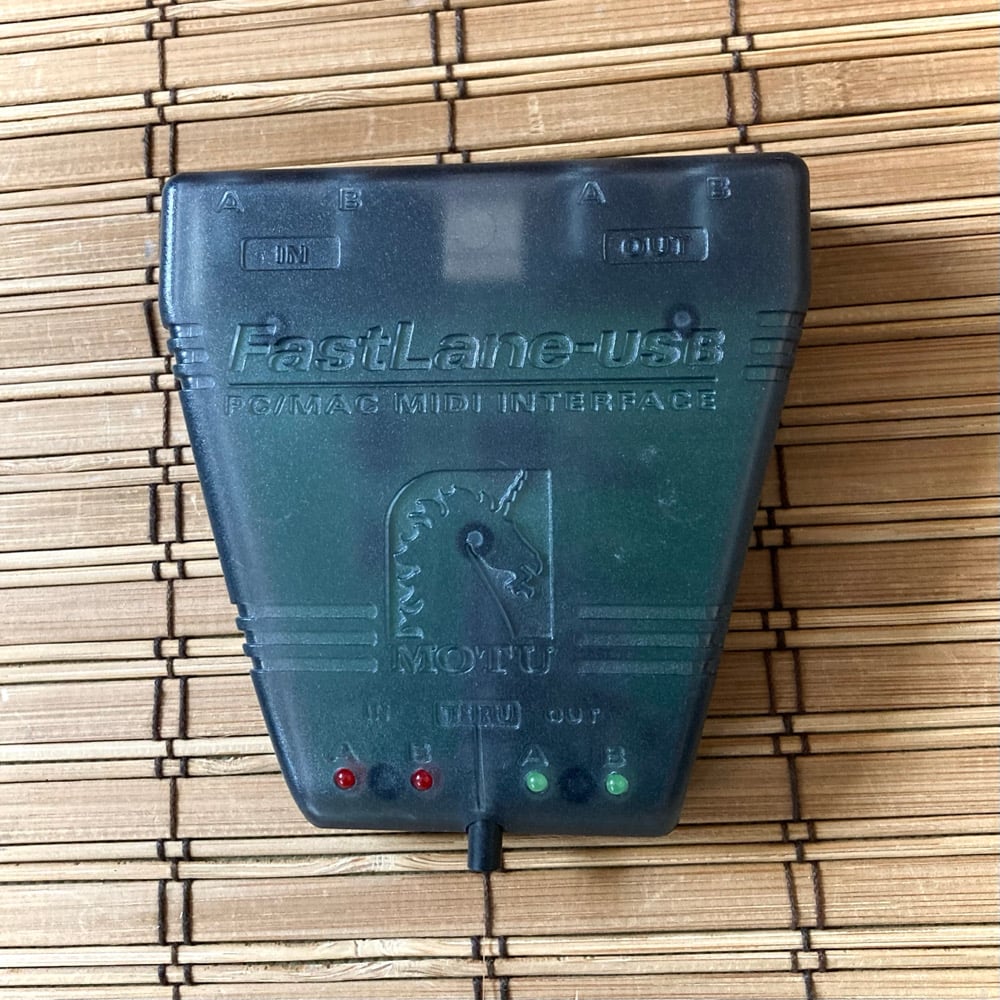 A B A B
IN OUT
FastLane-USB
PC/MAC MIDI INTERFACE
MOTU
IN THRU OUT
A B A B